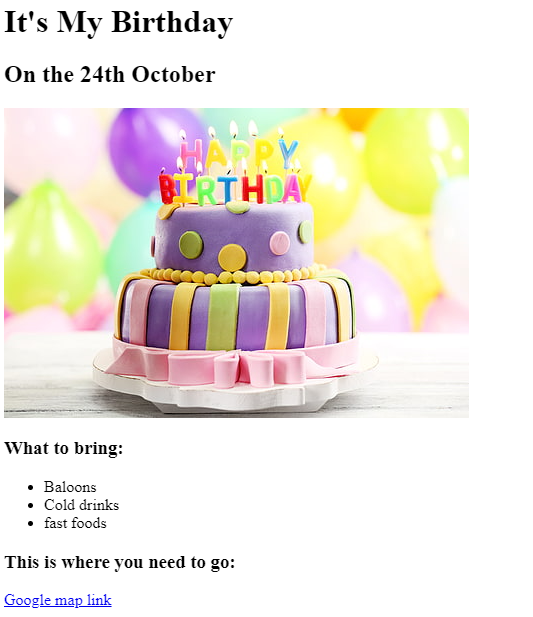 It's My Birthday
On the 24th October
HAPPY
BIRTHDAY
What to bring:
Baloons
Cold drinks
fast foods
This is where you need to go:
Google map link